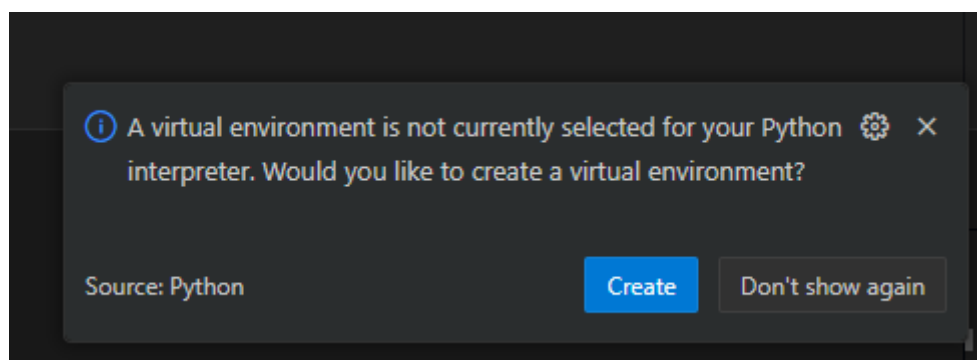 A virtual environment is not currently selected for your Python
interpreter. Would you like to create a virtual environment?
Source: Python
Create
Don't show again